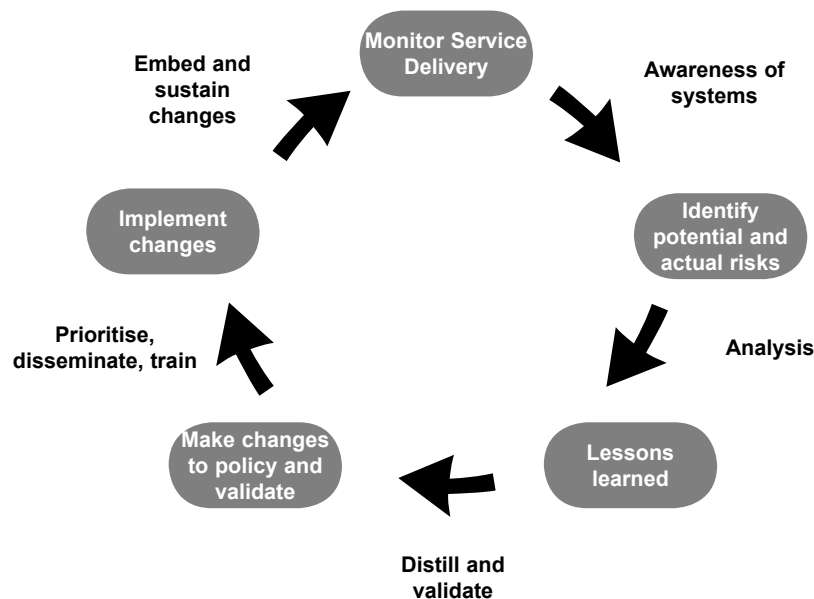 Monitor Service
Delivery
Awareness of
systems
Identify
potential and
actual risks
Analysis
Lessons
learned
Distill and
validate
Make changes
to policy and
validate
Prioritise,
disseminate, train
Implement
changes
Embed and
sustain
changes